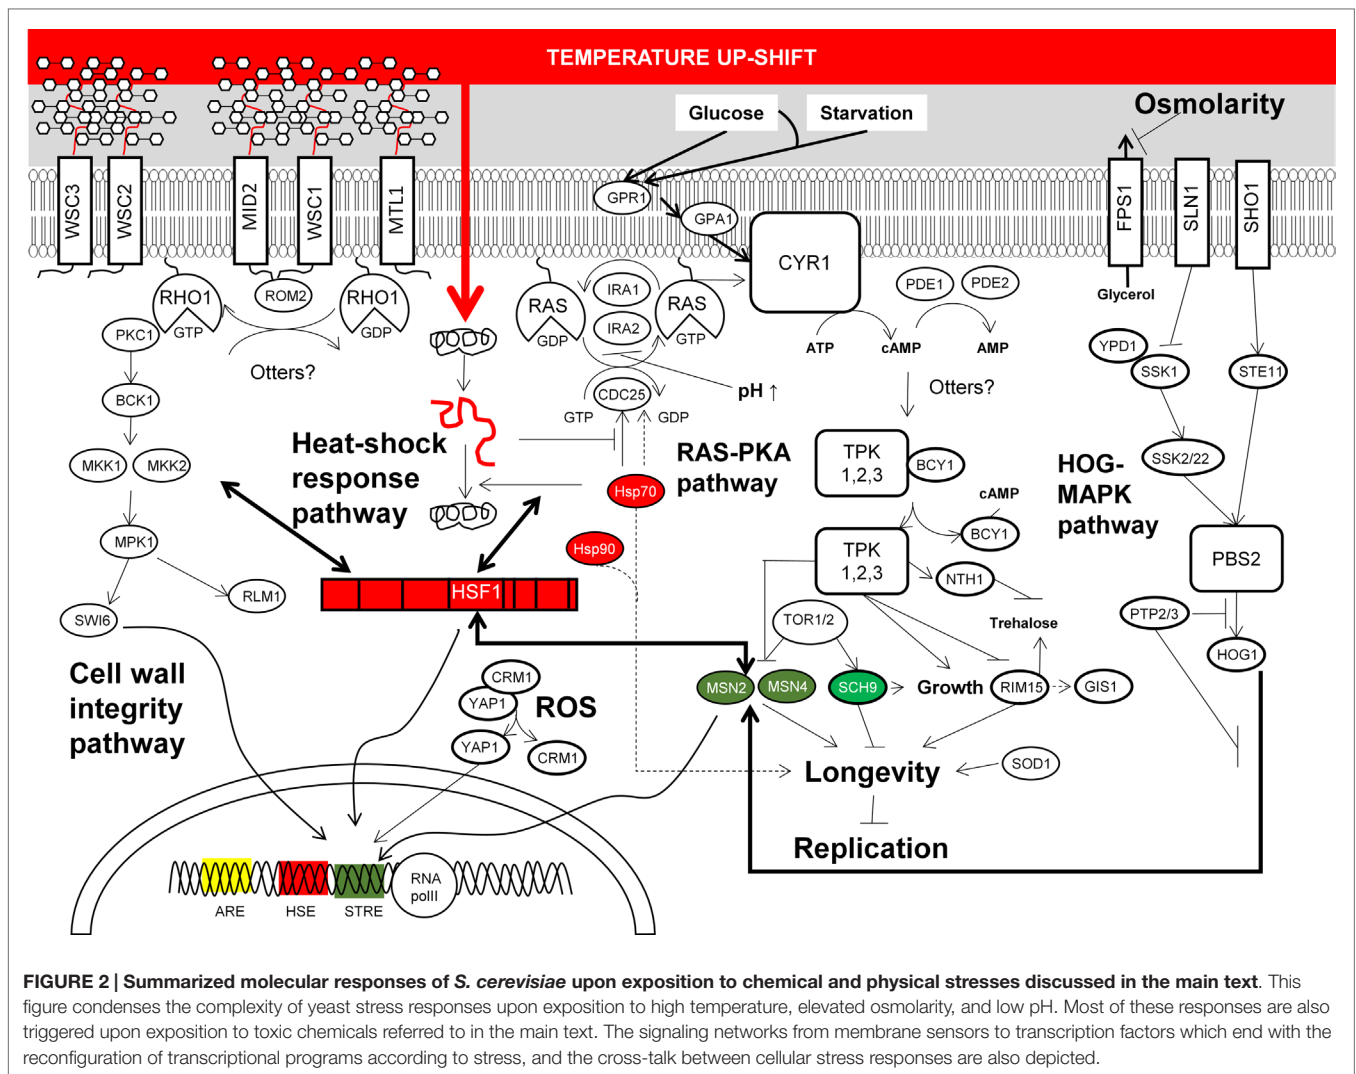 TEMPERATURE UP-SHIFT
Glucose
Starvation
Osmolarity
WSC3
WSC2
MID2
WSC1
MTL1
GPR1
GPA1
CYR1
FPS1
SLN1
SHO1
RHO1
GTP
ROM2
RHO1
GDP
RAS
GDP
IRA1
IRA2
RAS
GTP
PDE1
PDE2
Glycerol
PKC1
Otters?
ATP
cAMP
AMP
YPD1
SSK1
STE11
BCK1
CDC25
GTP
GDP
pH ↑
Otters?
MKK1
MKK2
Heat-shock
response
pathway
RAS-PKA
pathway
TPK
1,2,3
BCY1
HOG-
MAPK
pathway
SSK2/22
Hsp70
cAMP
BCY1
MPK1
Hsp90
TPK
1,2,3
NTH1
PBS2
RLM1
HSF1
SWI6
TOR1/2
Trehalose
PTP2/3
HOG1
Cell wall
integrity
pathway
CRM1
YAP1
ROS
MSN2
MSN4
SCH9
Growth
RIM15
GIS1
YAP1
CRM1
Longevity
SOD1
Replication
RNA
polII
ARE
HSE
STRE
FIGURE 2 | Summarized molecular responses of S. cerevisiae upon exposition to chemical and physical stresses discussed in the main text. This
figure condenses the complexity of yeast stress responses upon exposition to high temperature, elevated osmolarity, and low pH. Most of these responses are also
triggered upon exposition to toxic chemicals referred to in the main text. The signaling networks from membrane sensors to transcription factors which end with the
reconfiguration of transcriptional programs according to stress, and the cross-talk between cellular stress responses are also depicted.